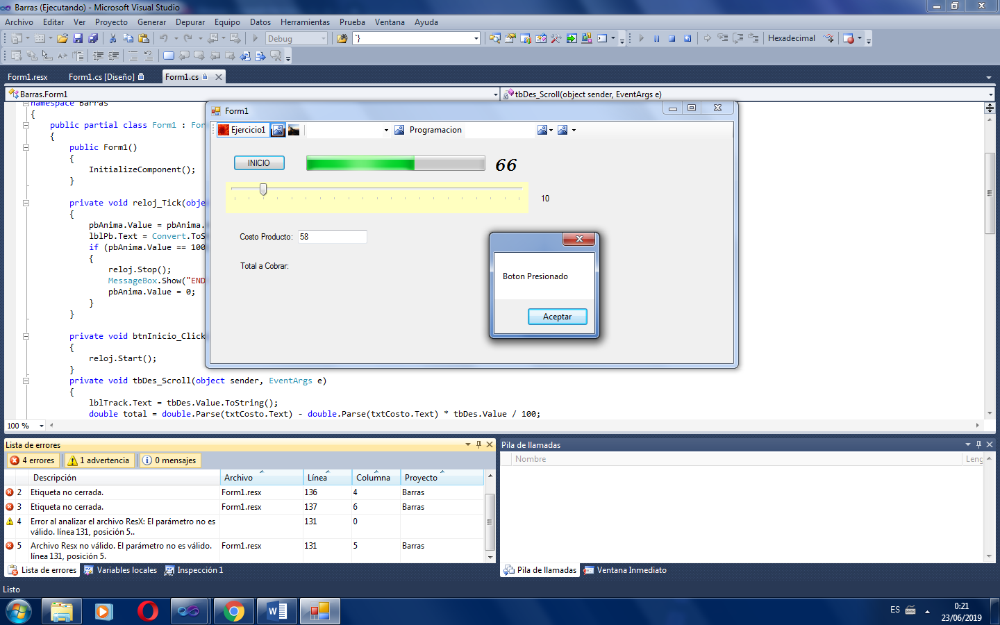 Barras (Ejecutando) - Microsoft Visual Studio
Archivo Editar Ver Proyecto Generar Depurar Equipo Datos Herramientas Prueba Ventana Ayuda
Debug
Hexadecimal
Form1.resx Form1.cs [Diseño] Form1.cs
Barras.Form1 tbDes_Scroll(object sender, EventArgs e)
namespace Barras
{
public partial class Form1 : For
{
public Form1()
{
InitializeComponent();
}
private void reloj_Tick(obje
{
pbAnima.Value = pbAnima.
lblPb.Text = Convert.ToS
if (pbAnima.Value == 100
{
reloj.Stop();
MessageBox.Show("END
pbAnima.Value = 0;
}
}
private void btnInicio_Click
{
reloj.Start();
}
private void tbDes_Scroll(object sender, EventArgs e)
{
lblTrack.Text = tbDes.Value.ToString();
double total = double.Parse(txtCosto.Text) - double.Parse(txtCosto.Text) * tbDes.Value / 100;
100 %
Form1
Ejercicio1 Programacion
INICIO 66
10
Costo Producto: 58
Total a Cobrar:
Boton Presionado
Aceptar
Lista de errores
4 errores 1 advertencia 0 mensajes
Descripción Archivo Línea Columna Proyecto
2 Etiqueta no cerrada. Form1.resx 136 4 Barras
3 Etiqueta no cerrada. Form1.resx 137 6 Barras
4 Error al analizar el archivo ResX: El parámetro no es 131 0
válido. línea 131, posición 5..
5 Archivo Resx no válido. El parámetro no es válido. Form1.resx 131 5 Barras
línea 131, posición 5.
Lista de errores Variables locales Inspección 1
Pila de llamadas
Nombre Leng
Pila de llamadas Ventana Inmediato
Listo
ES 0:21
23/06/2019